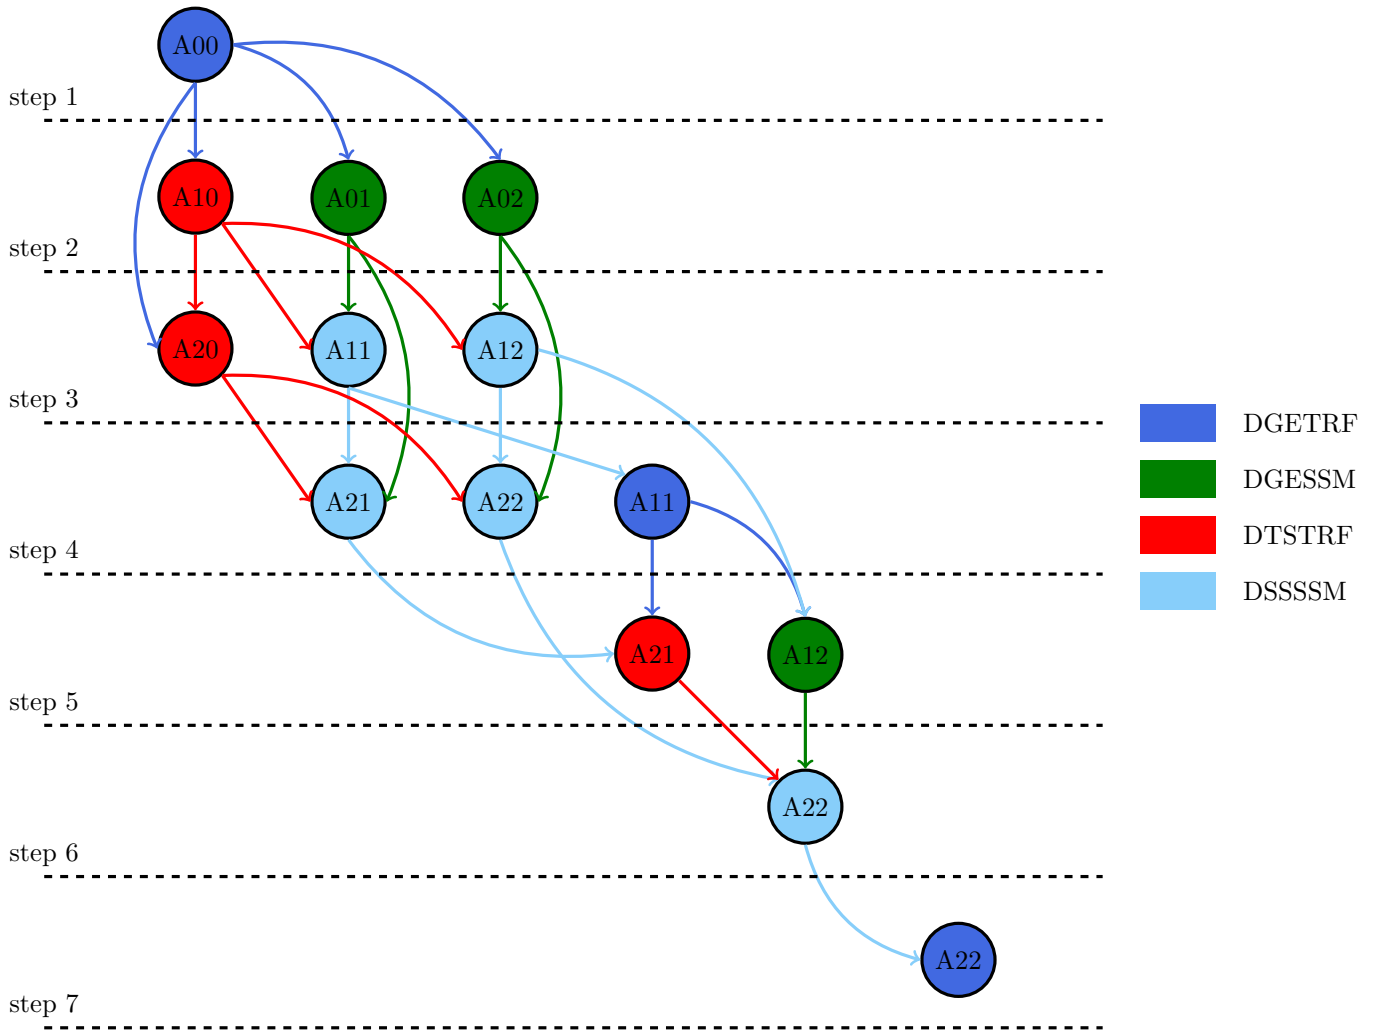 A00
step 1
A10 A01 A02
step 2
A20 A11 A12
step 3
DGETRF
DGESSM
A21 A22 A11
DTSTRF
step 4
DSSSSM
A21 A12
step 5
A22
step 6
A22
step 7